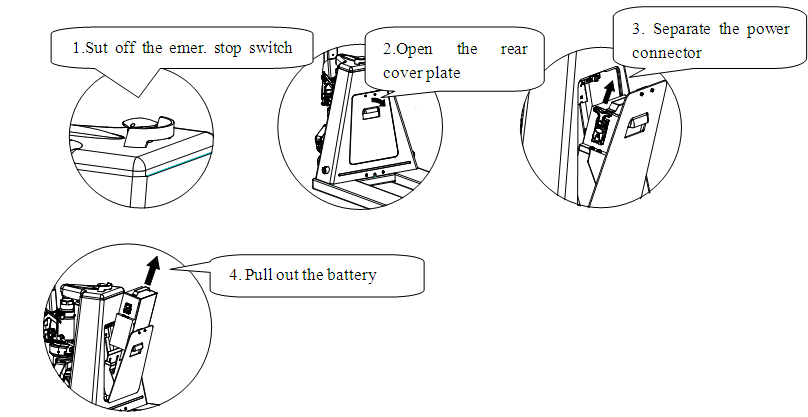 1.Sut off the emer. stop switch
2.Open the rear
cover plate
3. Separate the power
connector
4. Pull out the battery